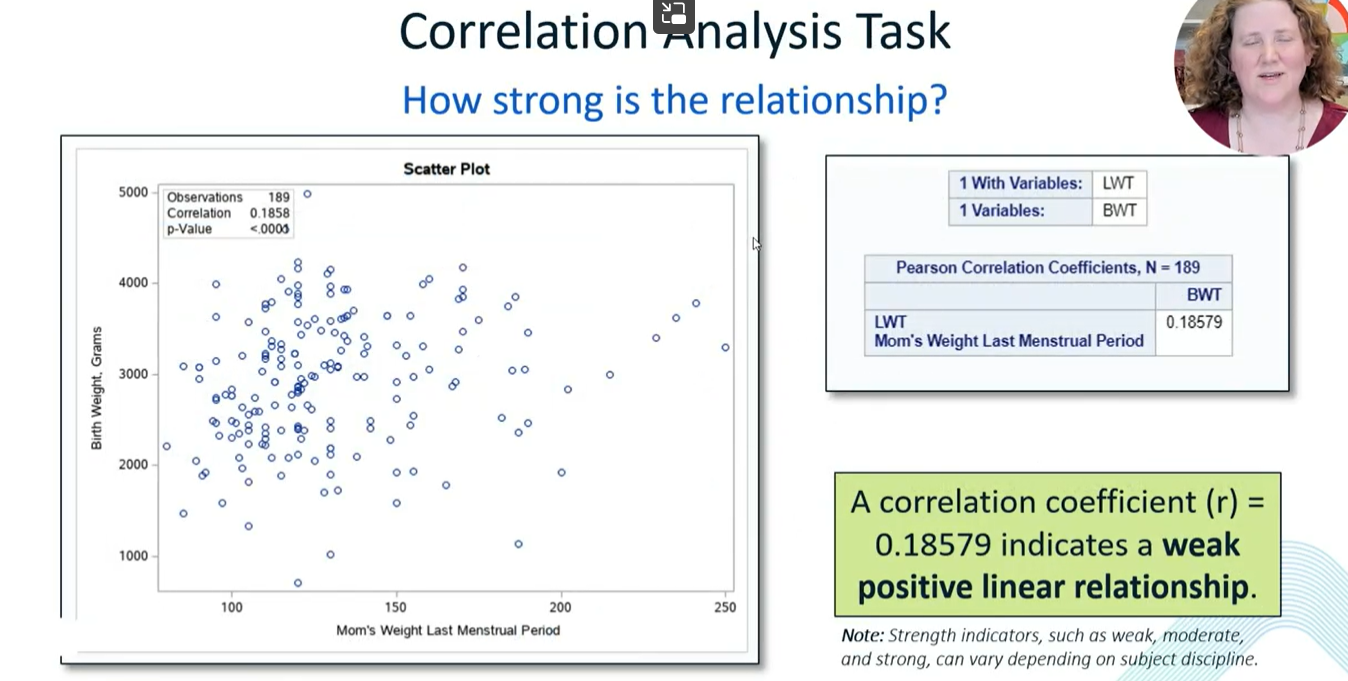 Correlation Analysis Task
How strong is the relationship?
Scatter Plot
Observations 189
Correlation 0.1858
p-Value <.0001
5000
4000
3000
2000
1000
Birth Weight, Grams
100 150 200 250
Mom's Weight Last Menstrual Period
1 With Variables: LWT
1 Variables: BWT
Pearson Correlation Coefficients, N = 189
BWT
LWT 0.18579
Mom's Weight Last Menstrual Period
A correlation coefficient (r) =
0.18579 indicates a weak
positive linear relationship.
Note: Strength indicators, such as weak, moderate,
and strong, can vary depending on subject discipline.